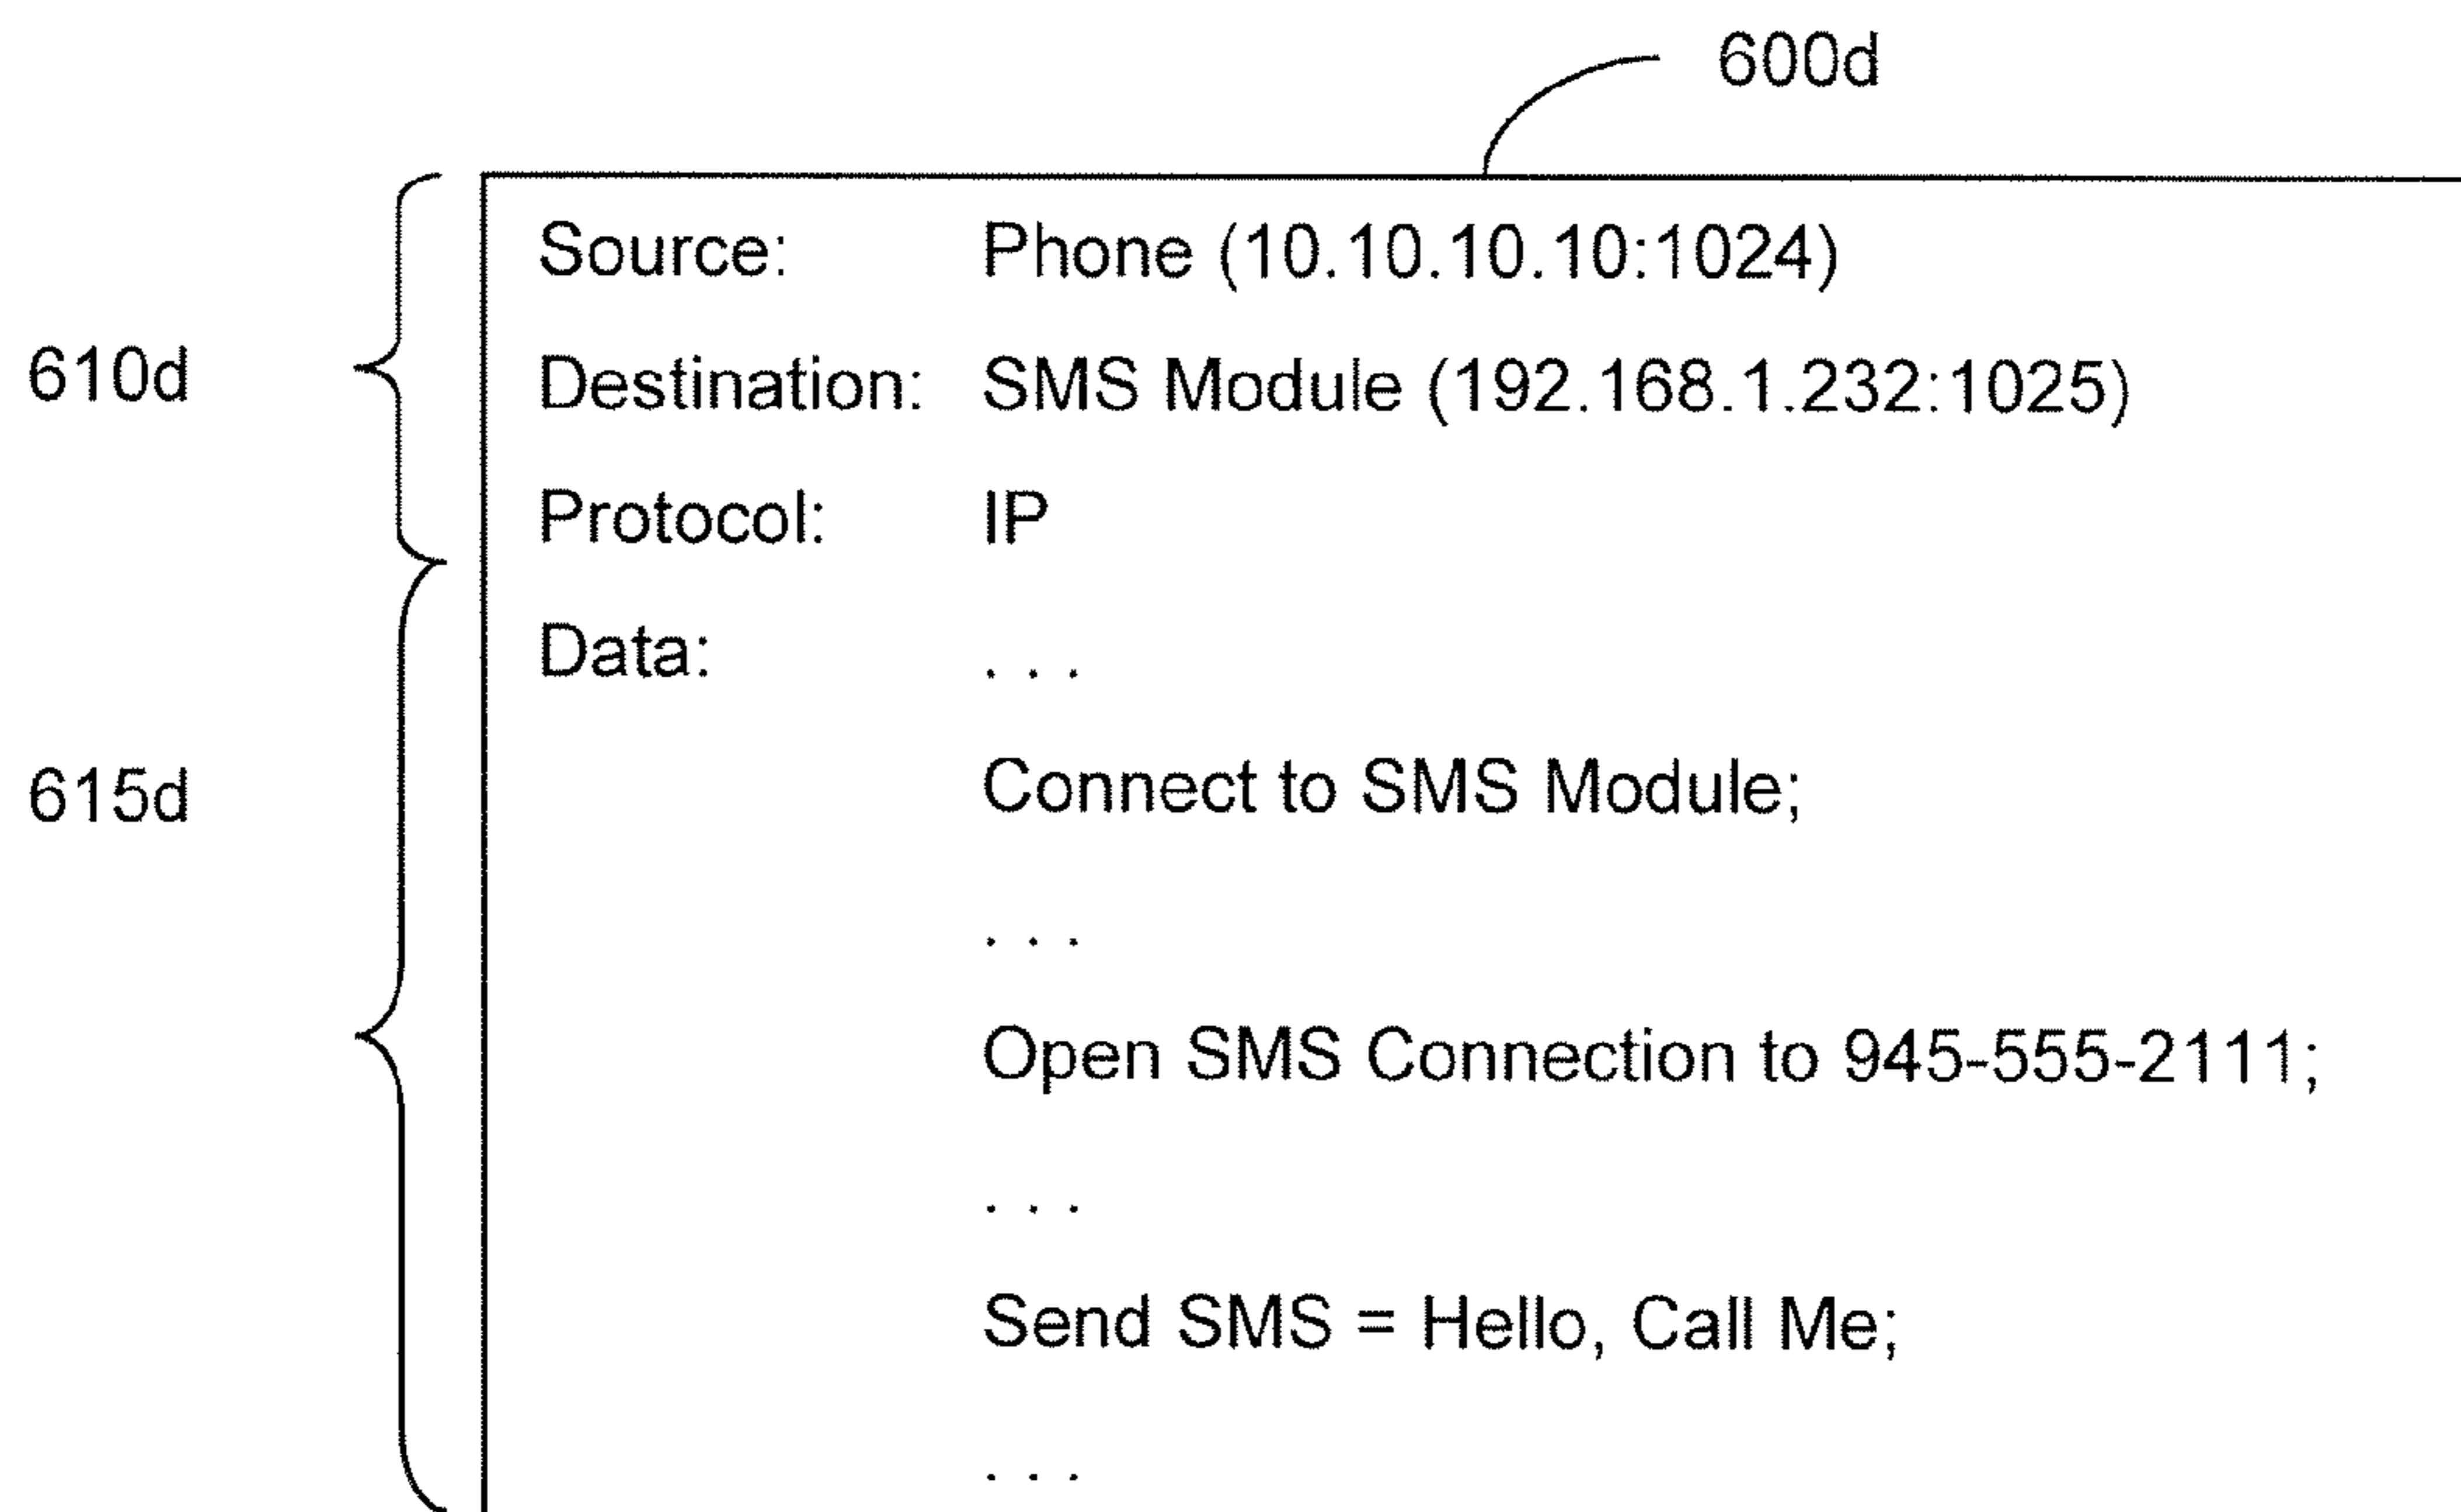 600d
Source: Phone (10.10.10.10:1024)
610d
Destination: SMS Module (192.168.1.232:1025)
Protocol: IP
Data: . . .
615d
Connect to SMS Module;
. . .
Open SMS Connection to 945-555-2111;
. . .
Send SMS = Hello, Call Me;
. . .